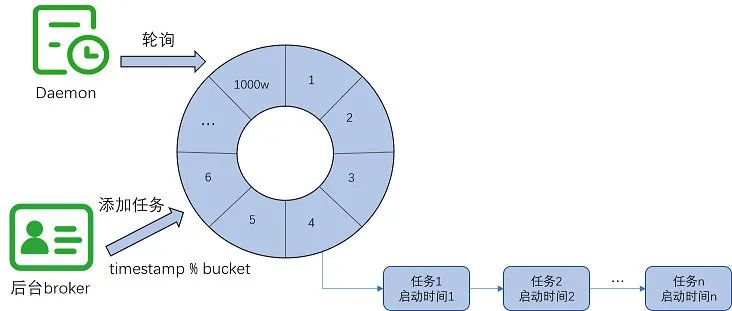 轮询
Daemon
1000w
1
2
3
4
5
6
...
添加任务
timestamp % bucket
后台broker
任务1
启动时间1
任务2
启动时间2
...
任务n
启动时间n